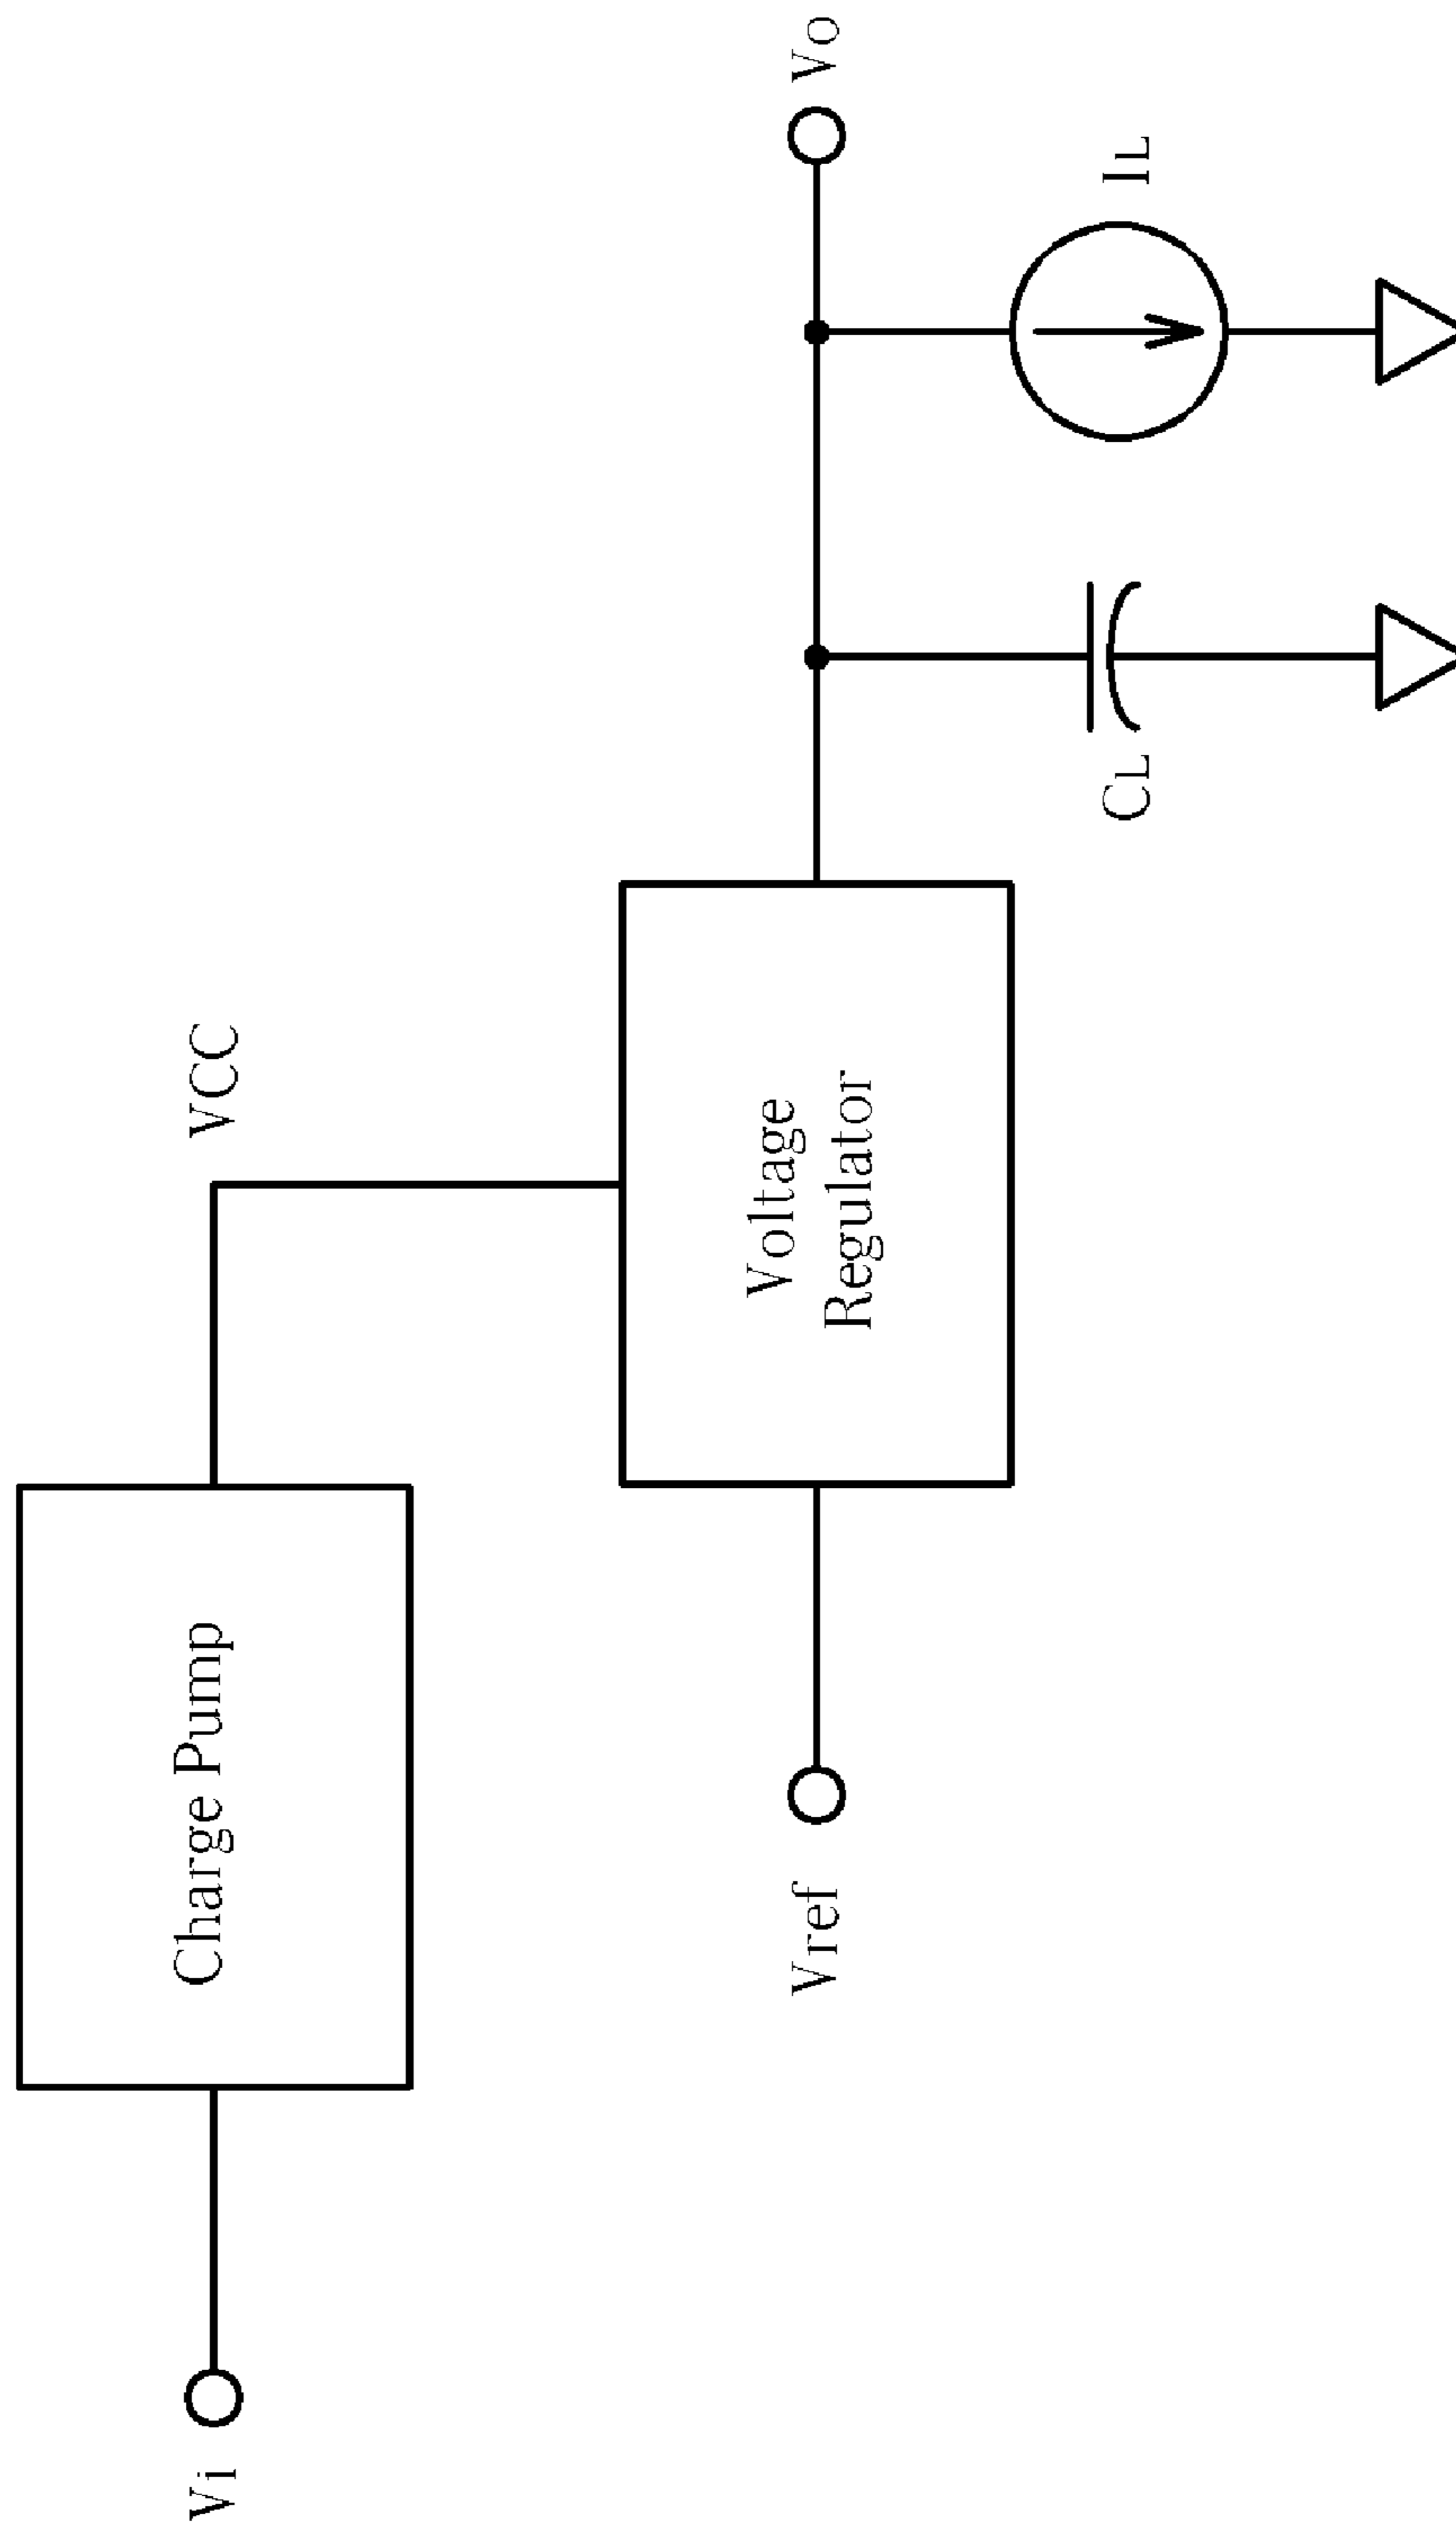 Vi
Charge Pump
VCC
Vref
Voltage
Regulator
CL
IL
Vo